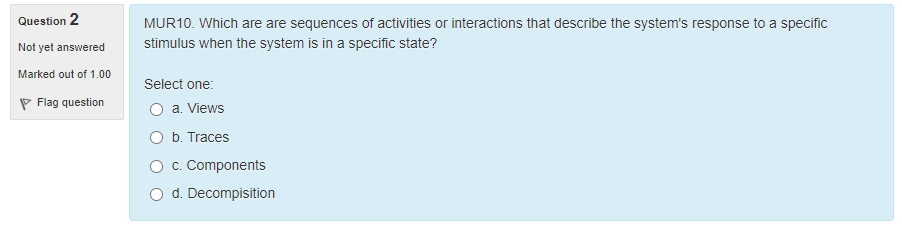 Question 2
Not yet answered
Marked out of 1.00
Flag question
MUR10. Which are are sequences of activities or interactions that describe the system's response to a specific
stimulus when the system is in a specific state?
Select one:
a. Views
b. Traces
c. Components
d. Decompisition